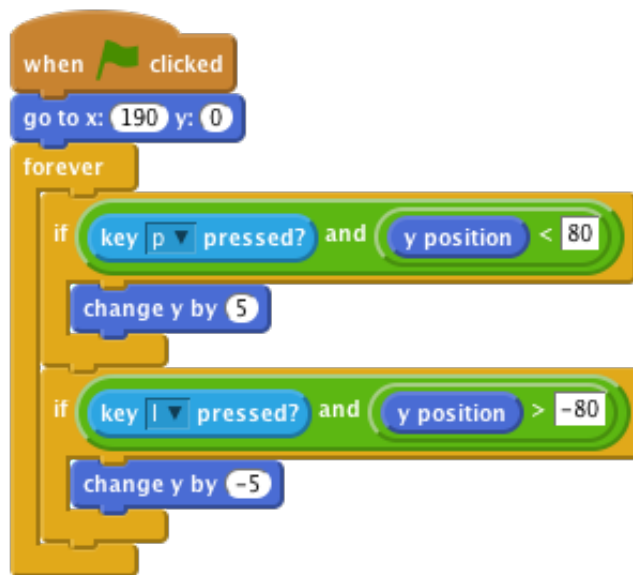 when clicked
go to x: 190 y: 0
forever
if key p pressed? and y position < 80
change y by 5
if key l pressed? and y position > -80
change y by -5